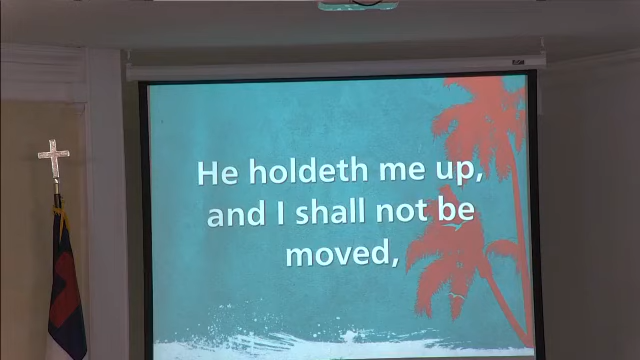 He holdeth me up,
and I shall not be
moved,